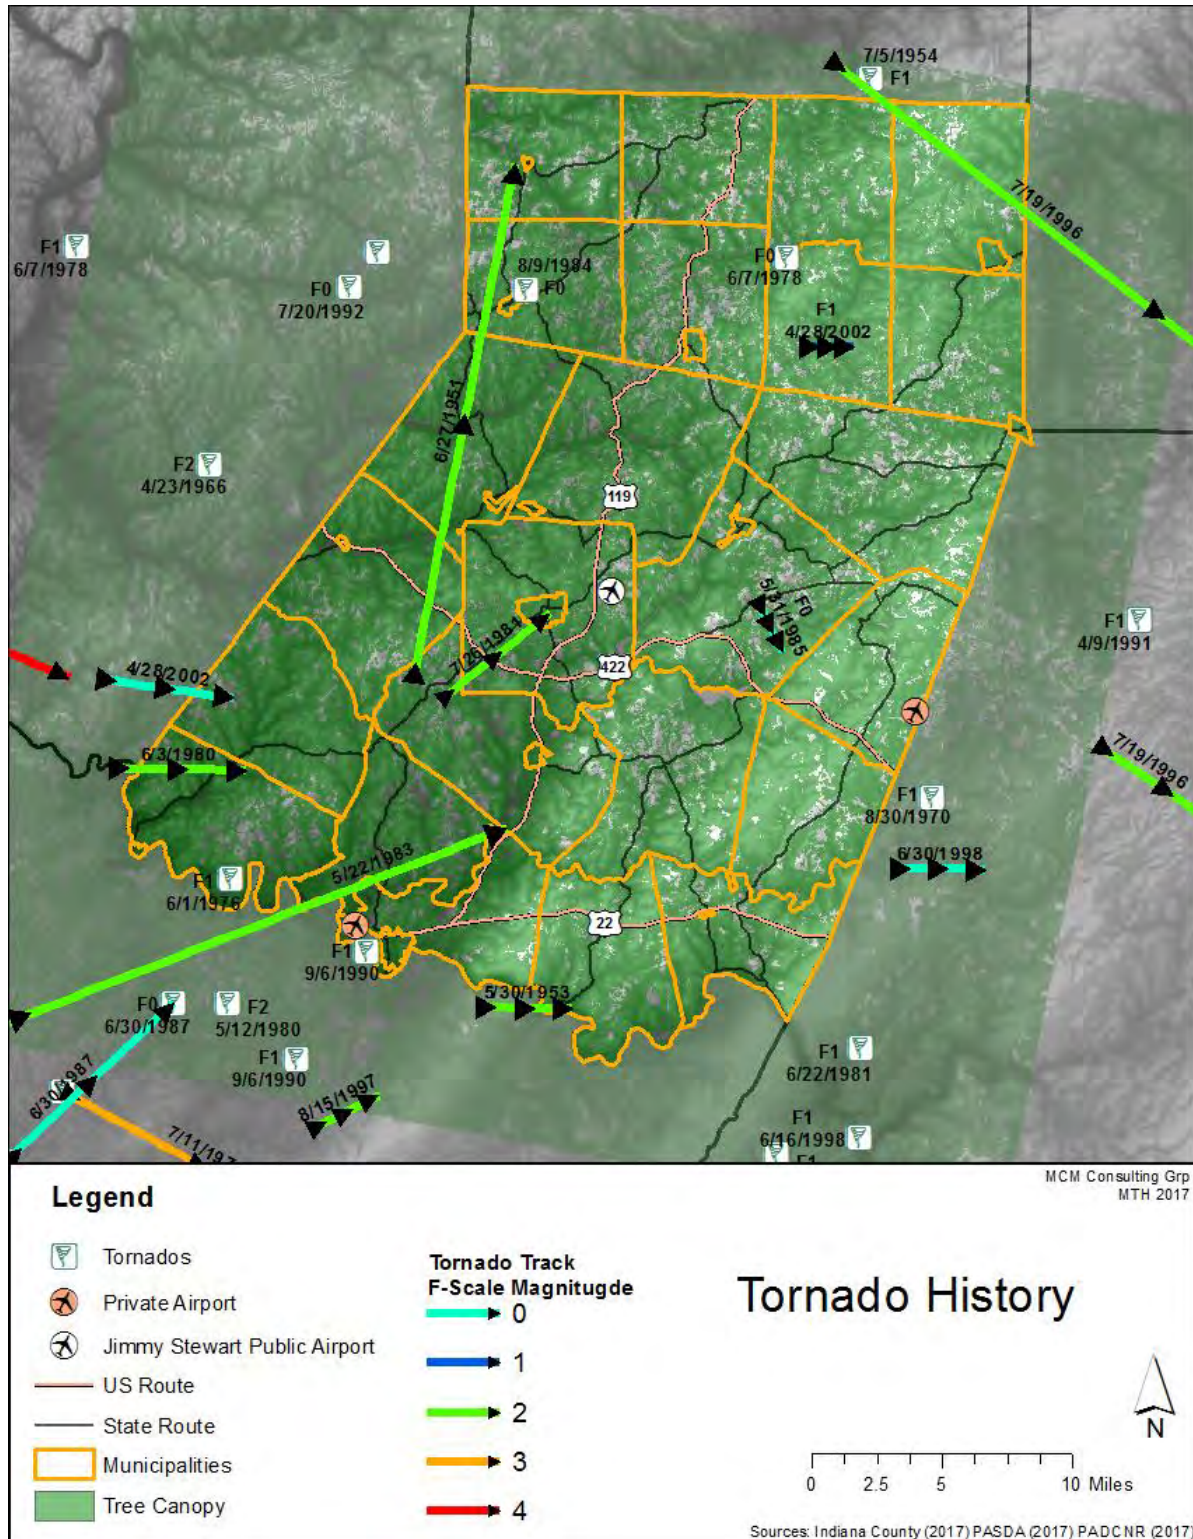 7/5/1954
F1
7/19/1996
F1
6/7/1978
8/9/1984
F0
F0
6/7/1978
F0
7/20/1992
F1
4/28/2002
6/27/1951
F2
4/23/1966
119
5/31/1985
F0
F1
4/9/1991
7/26/1981
422
4/28/2002
6/3/1980
7/19/1996
F1
8/30/1970
5/22/1983
6/30/1998
F1
6/1/1976
22
F1
9/6/1990
5/30/1953
F0
6/30/1987
F2
5/12/1980
F1
9/6/1990
F1
6/22/1981
6/30/1987
8/15/1997
F1
6/16/1998
F1
MCM Consulting Grp
MTH 2017
Legend
Tornados
Private Airport
Jimmy Stewart Public Airport
US Route
State Route
Municipalities
Tree Canopy
Tornado Track
F-Scale Magnitugde
0
1
2
3
4
Tornado History
N
0 2.5 5 10 Miles
Sources: Indiana County (2017) PASDA (2017) PADCNR (2017)